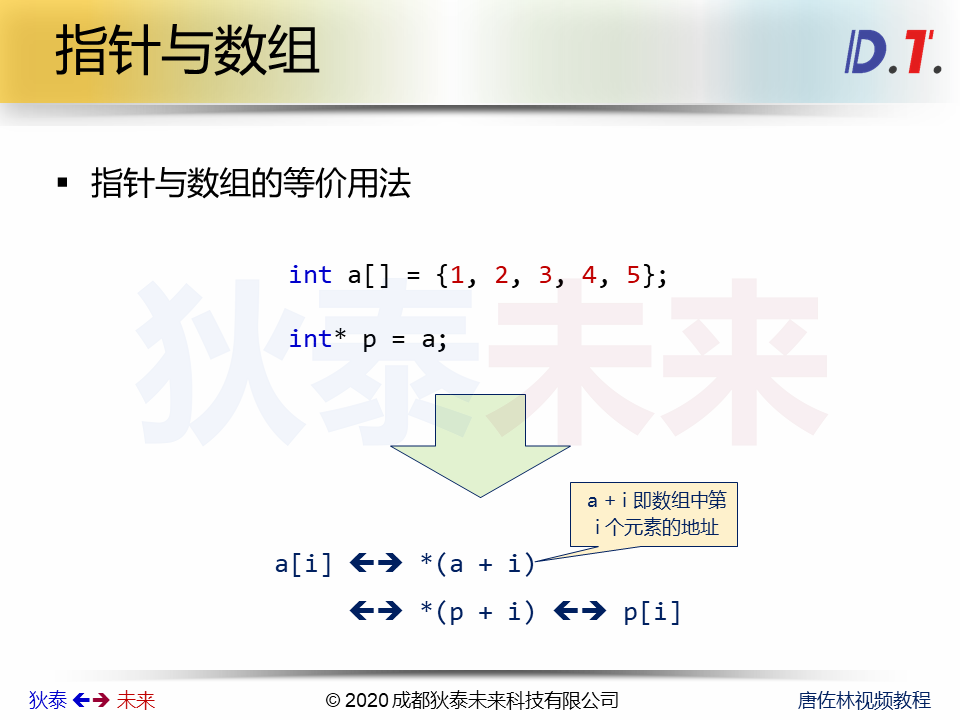 指针与数组
D.T.
▪ 指针与数组的等价用法
int a[] = {1, 2, 3, 4, 5};
int* p = a;
狄泰未来
a + i 即数组中第
i 个元素的地址
a[i] 🡸🡺 *(a + i)
🡸🡺 *(p + i) 🡸🡺 p[i]
狄泰 🡸🡺 未来
© 2020 成都狄泰未来科技有限公司
唐佐林视频教程